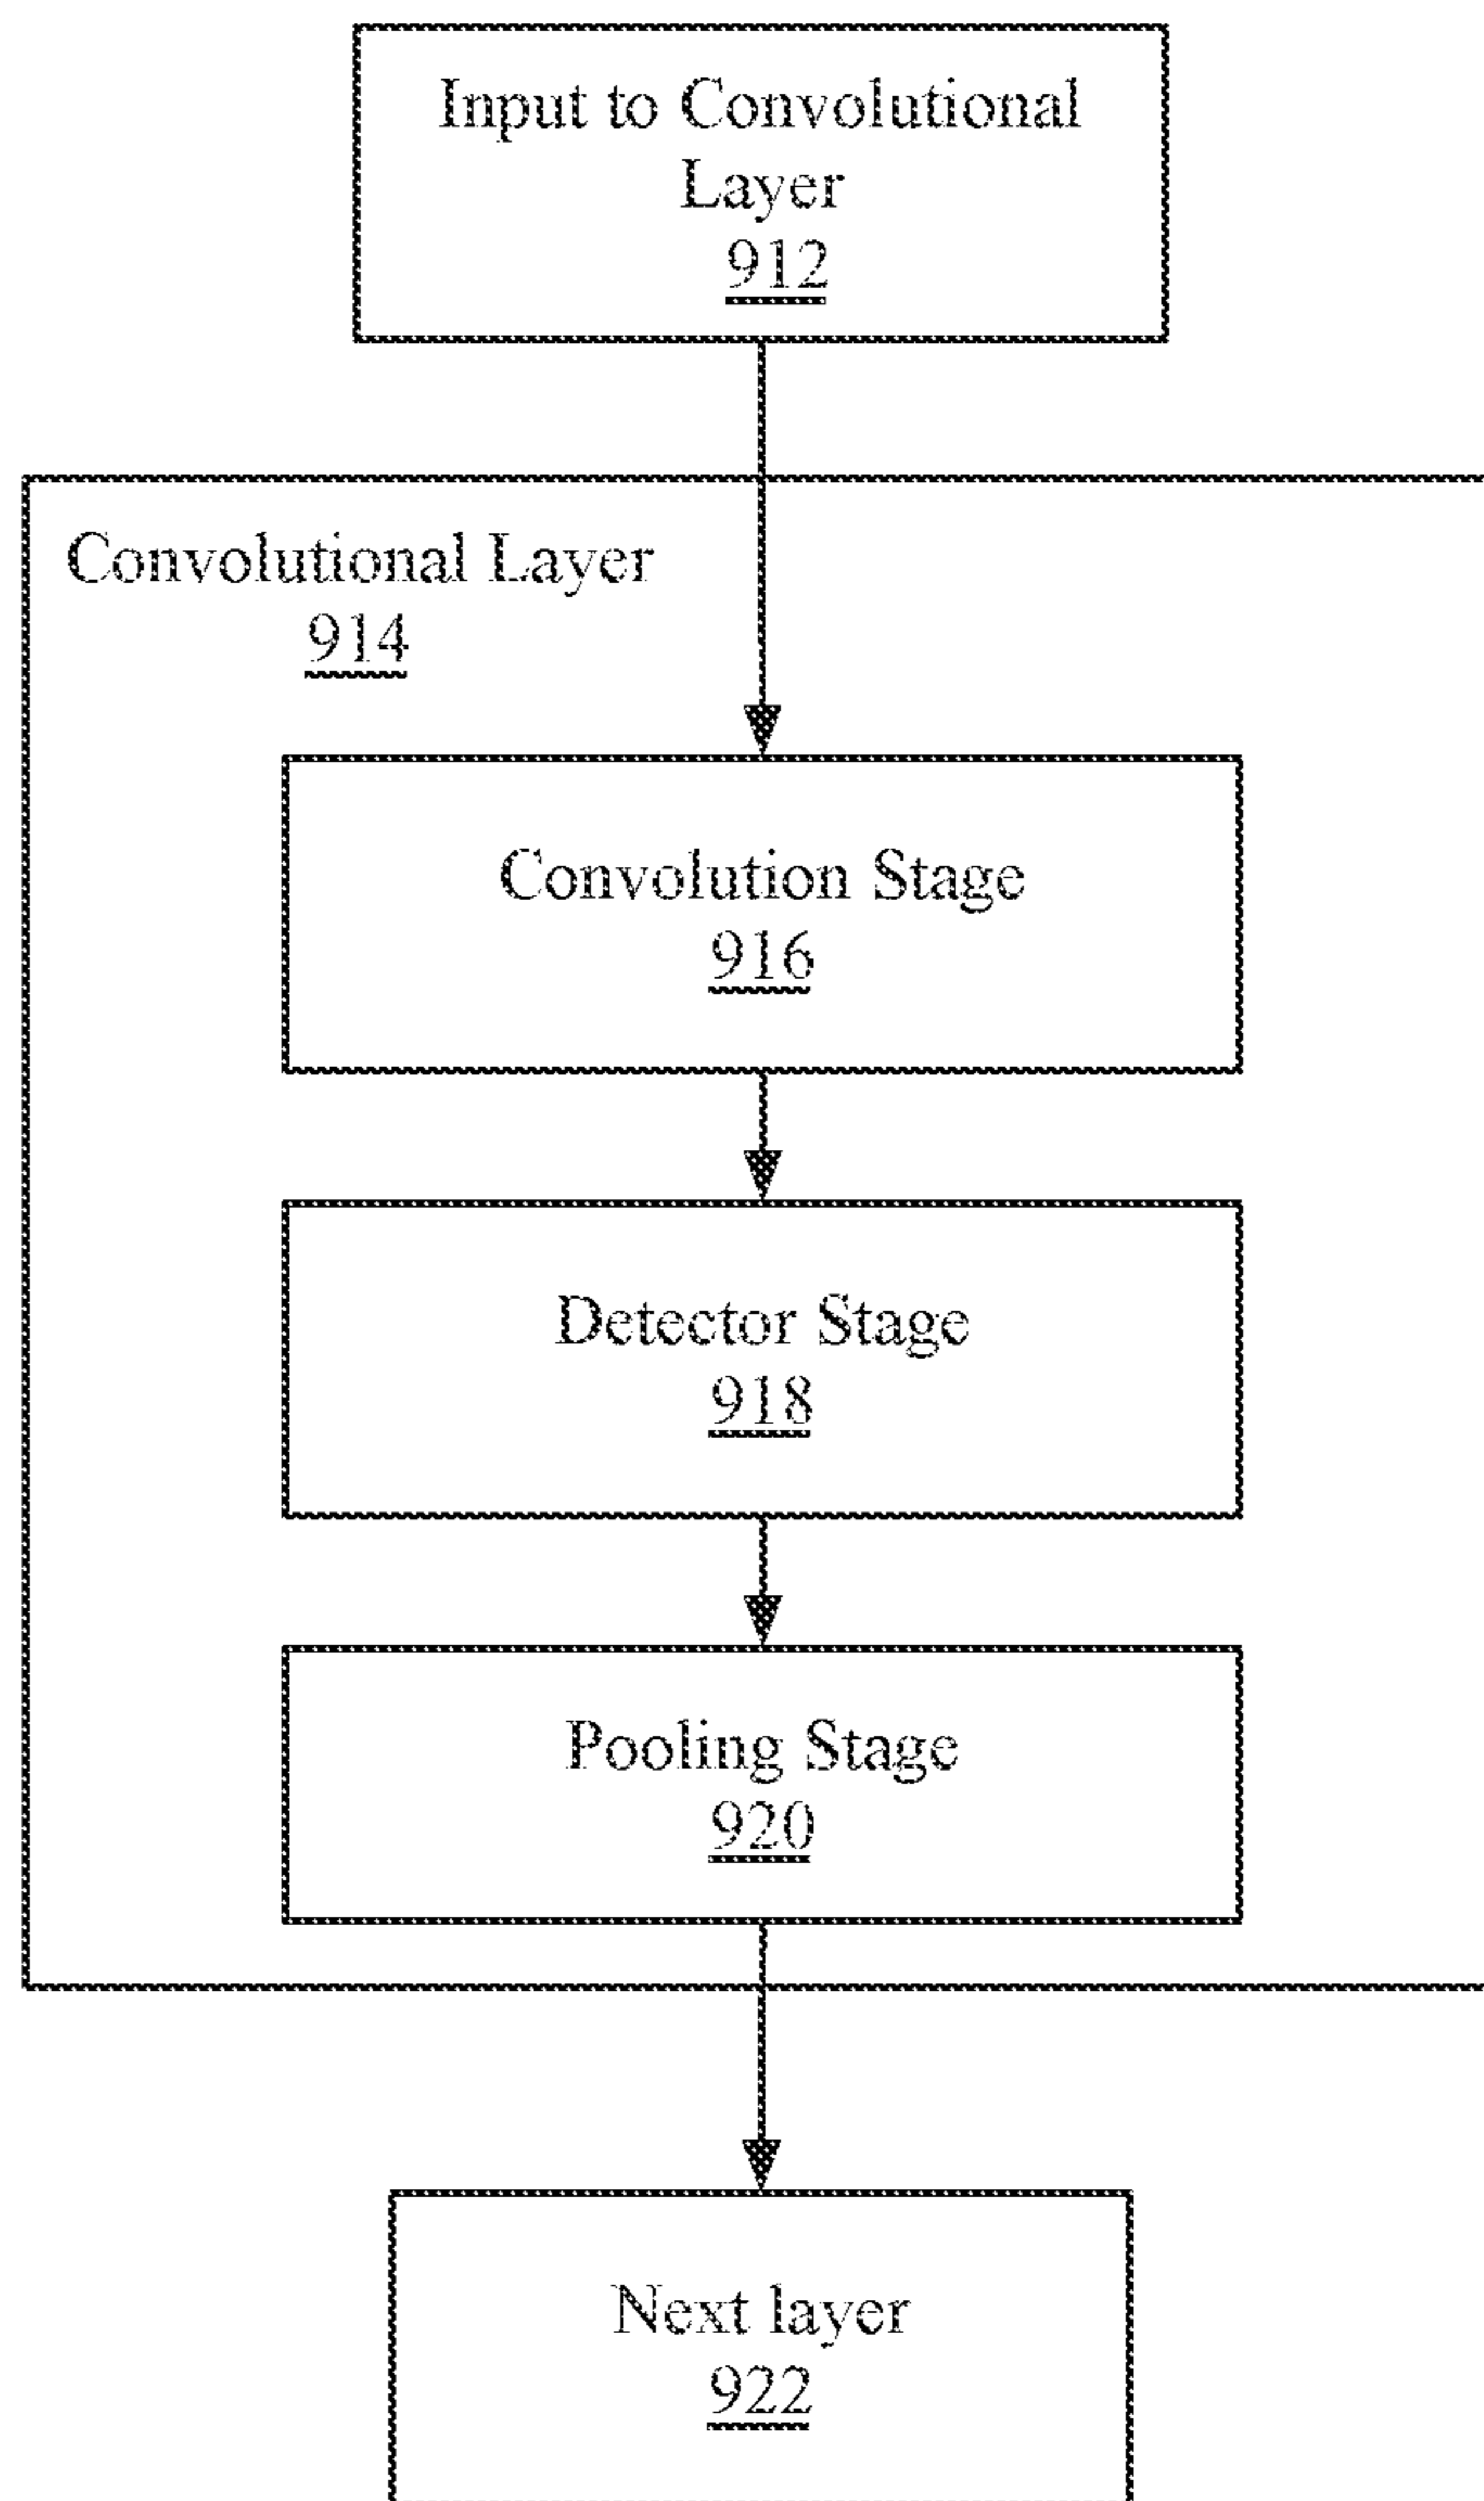 Input to Convolutional
Layer
912
Convolutional Layer
914
Convolution Stage
916
Detector Stage
918
Pooling Stage
920
Next layer
922